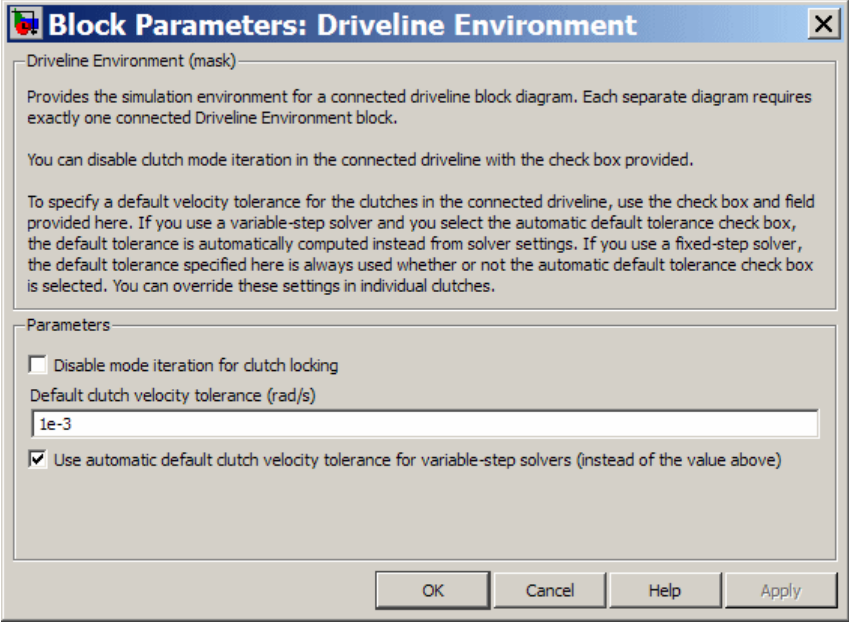 Block Parameters: Driveline Environment
Driveline Environment (mask)
Provides the simulation environment for a connected driveline block diagram. Each separate diagram requires
exactly one connected Driveline Environment block.
You can disable clutch mode iteration in the connected driveline with the check box provided.
To specify a default velocity tolerance for the clutches in the connected driveline, use the check box and field
provided here. If you use a variable-step solver and you select the automatic default tolerance check box,
the default tolerance is automatically computed instead from solver settings. If you use a fixed-step solver,
the default tolerance specified here is always used whether or not the automatic default tolerance check box
is selected. You can override these settings in individual clutches.
Parameters
Disable mode iteration for clutch locking
Default clutch velocity tolerance (rad/s)
1e-3
Use automatic default clutch velocity tolerance for variable-step solvers (instead of the value above)
OK Cancel Help Apply